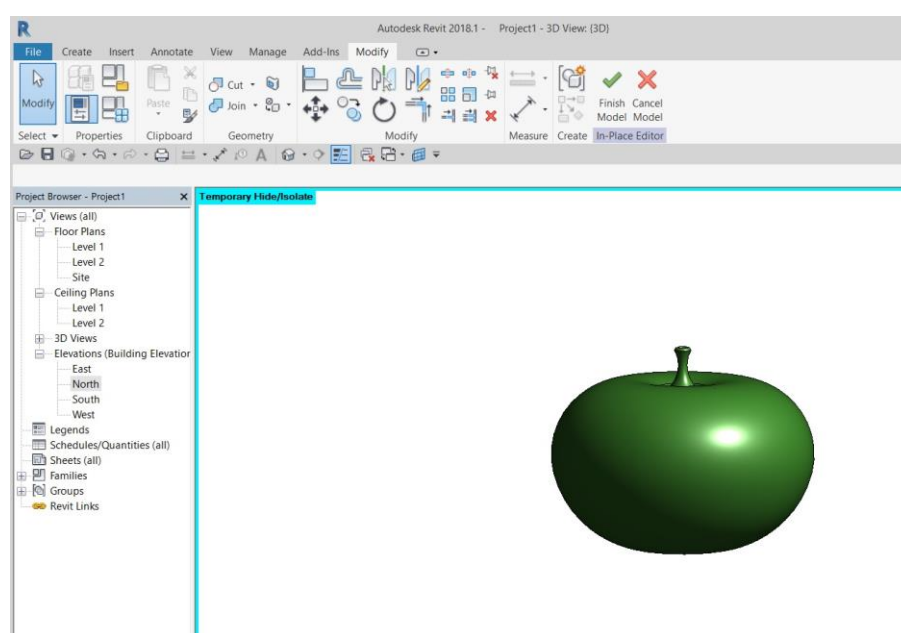 R
Autodesk Revit 2018.1 - Project1 - 3D View: {3D}
File Create Insert Annotate View Manage Add-Ins Modify
Modify
Paste
Cut
Join
Finish Model
Cancel Model
Select Properties Clipboard Geometry Modify Measure Create In-Place Editor
A
Project Browser - Project1 X
Temporary Hide/Isolate
Views (all)
Floor Plans
Level 1
Level 2
Site
Ceiling Plans
Level 1
Level 2
3D Views
Elevations (Building Elevation
East
North
South
West
Legends
Schedules/Quantities (all)
Sheets (all)
Families
Groups
Revit Links